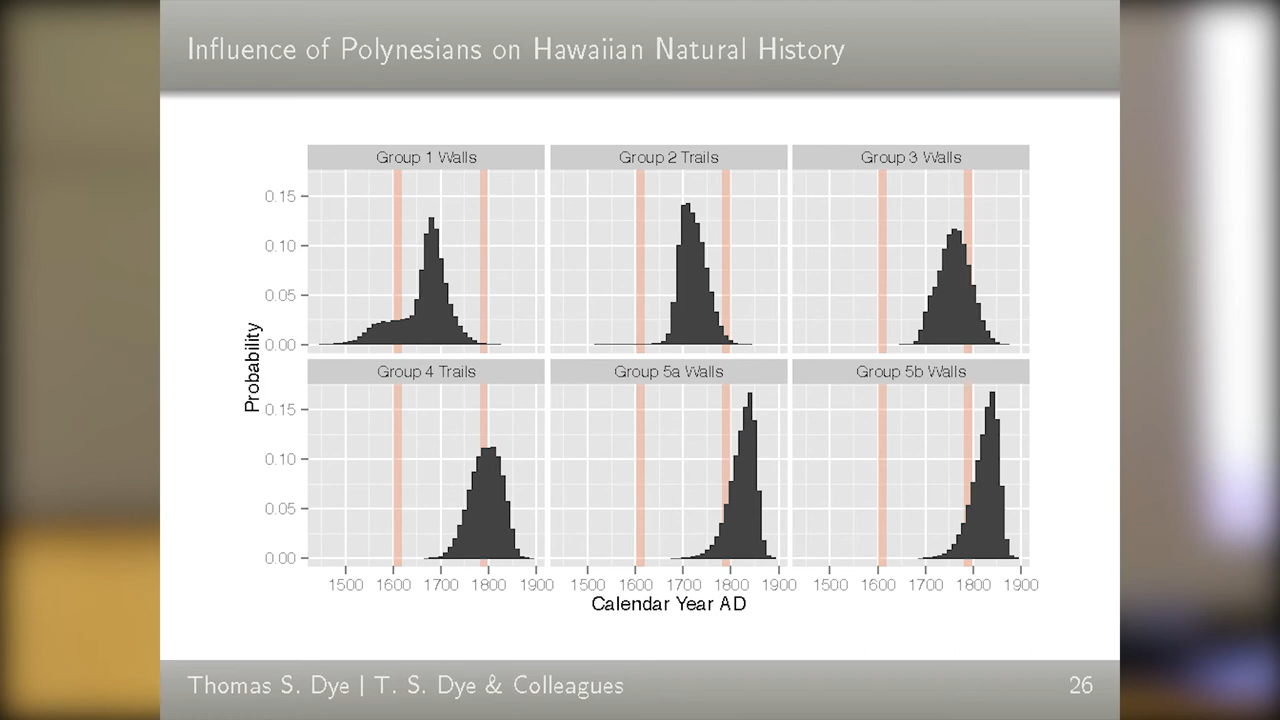 Influence of Polynesians on Hawaiian Natural History
Group 1 Walls
Group 2 Trails
Group 3 Walls
0.15
0.10
0.05
0.00
Group 4 Trails
Group 5a Walls
Group 5b Walls
0.15
0.10
0.05
0.00
Probability
1500 1600 1700 1800 1900
1500 1600 1700 1800 1900
1500 1600 1700 1800 1900
Calendar Year AD
Thomas S. Dye | T. S. Dye & Colleagues
26